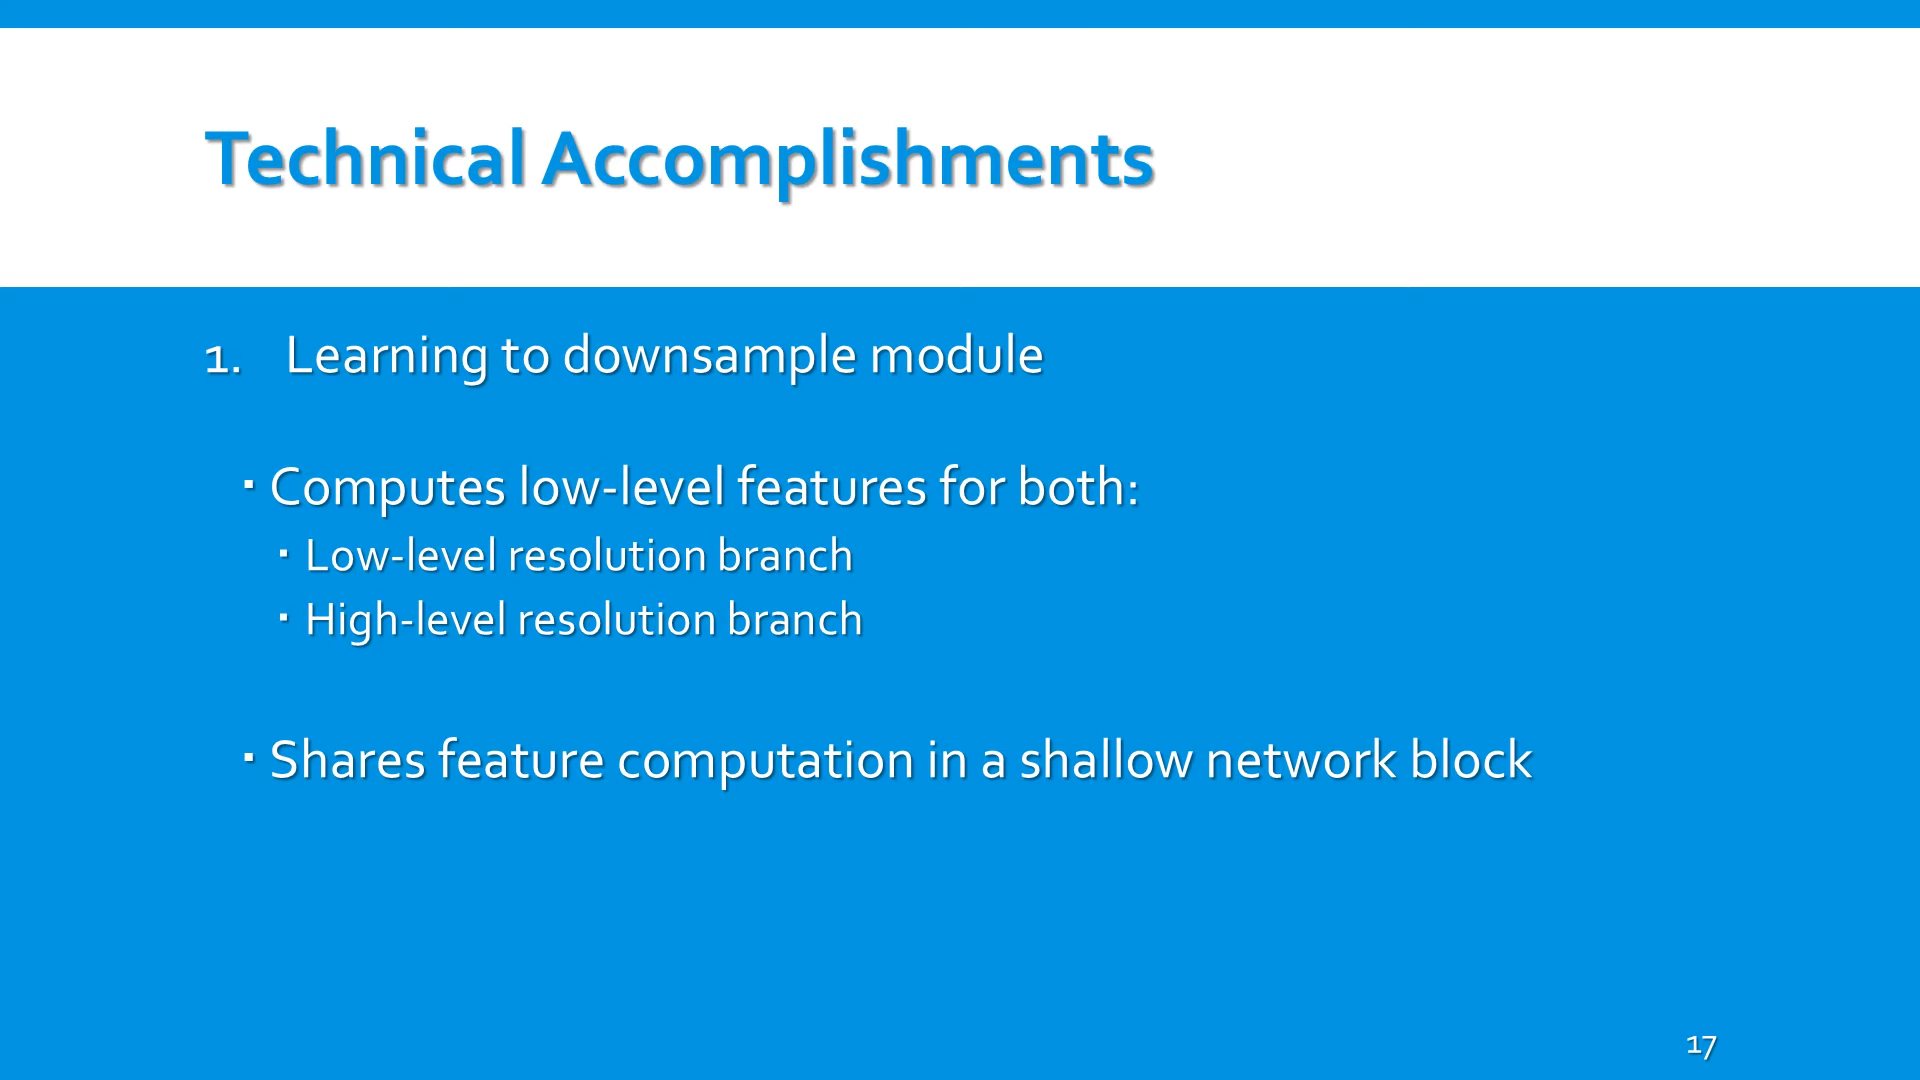 Technical Accomplishments
1. Learning to downsample module
▪ Computes low-level features for both:
▪ Low-level resolution branch
▪ High-level resolution branch
▪ Shares feature computation in a shallow network block
17